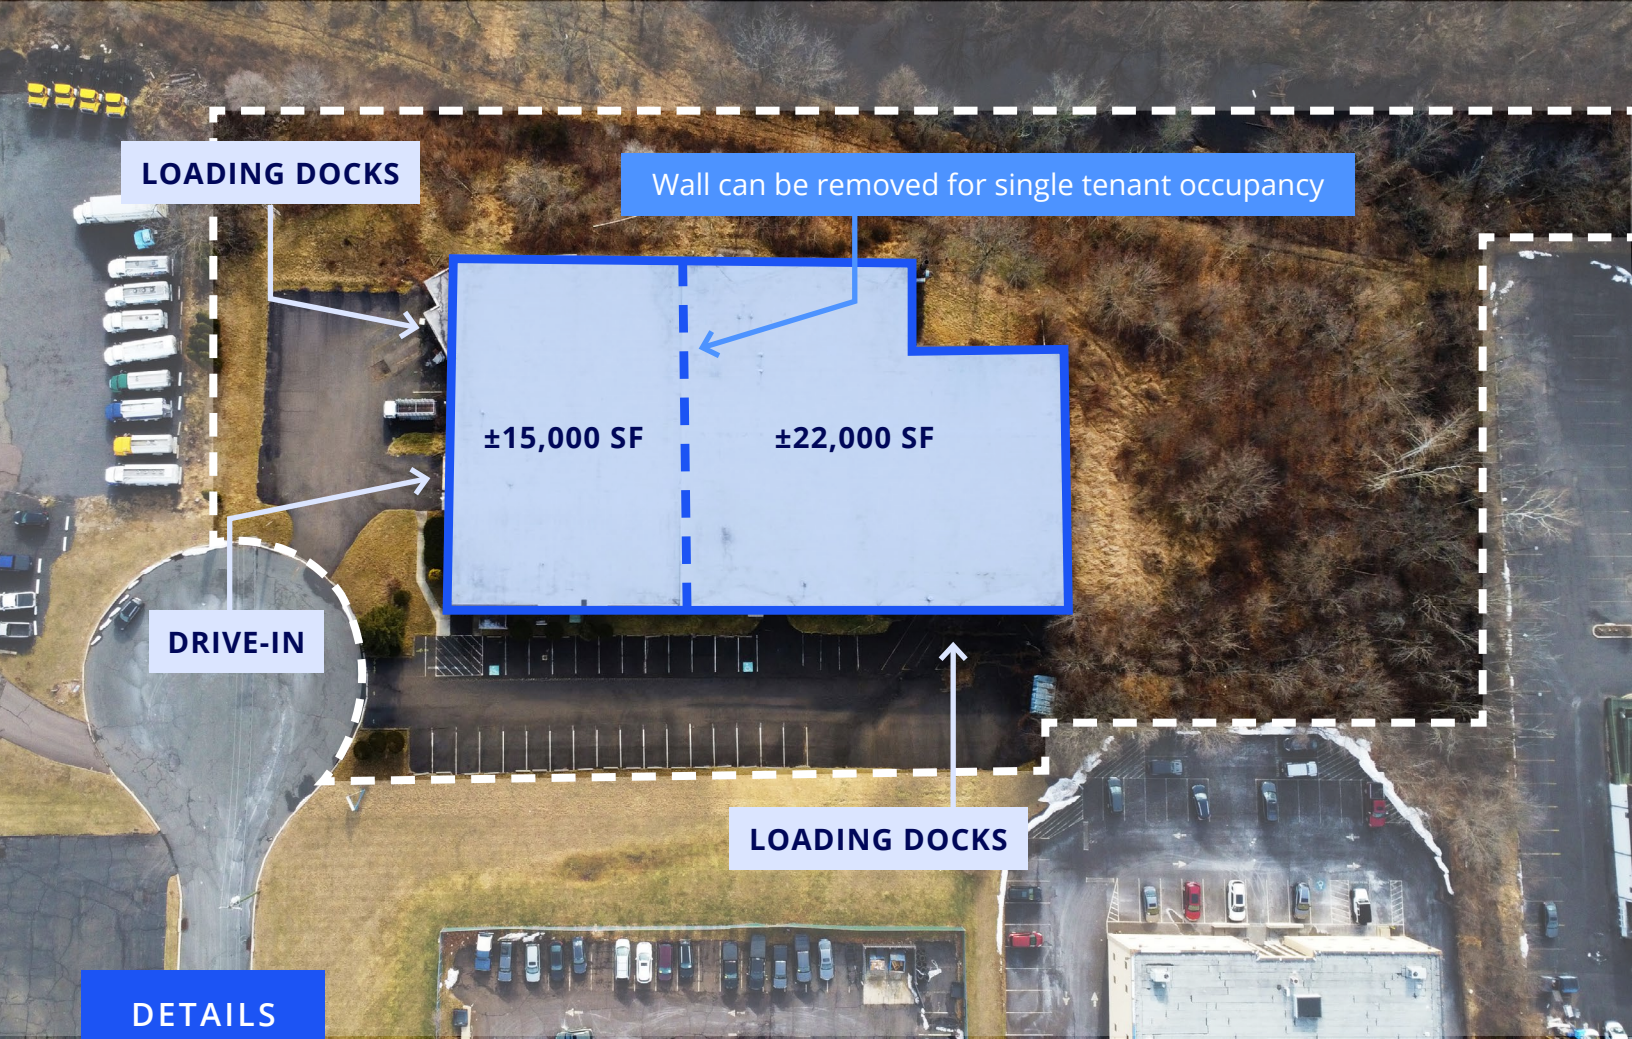 LOADING DOCKS
Wall can be removed for single tenant occupancy
±15,000 SF
±22,000 SF
DRIVE-IN
LOADING DOCKS
DETAILS